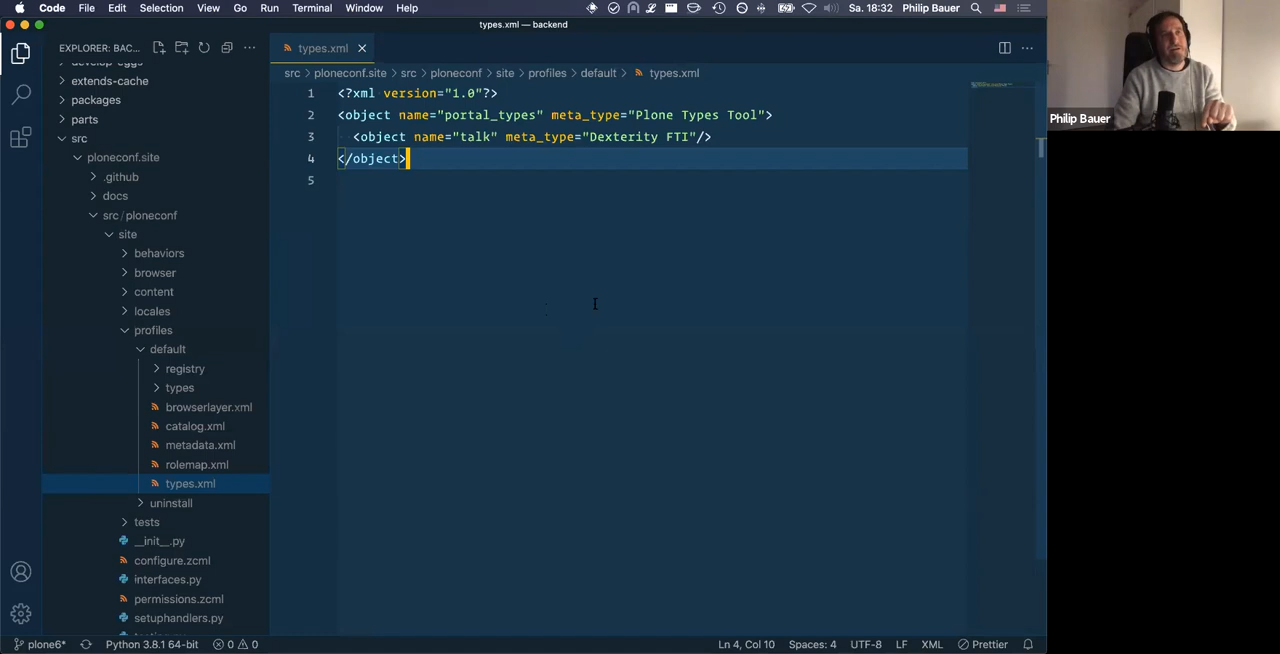 Code File Edit Selection View Go Run Terminal Window Help Sa. 18:32 Philip Bauer
types.xml — backend
EXPLORER: BAC...
types.xml
src > ploneconf.site > src > ploneconf > site > profiles > default > types.xml
develop-eggs
extends-cache
packages
parts
src
ploneconf.site
.github
docs
src/ploneconf
site
behaviors
browser
content
locales
profiles
default
registry
types
browserlayer.xml
catalog.xml
metadata.xml
rolemap.xml
types.xml
uninstall
tests
__init__.py
configure.zcml
interfaces.py
permissions.zcml
setuphandlers.py
1 <?xml version="1.0"?>
2 <object name="portal_types" meta_type="Plone Types Tool">
3 <object name="talk" meta_type="Dexterity FTI"/>
4 </object>
5
Philip Bauer
plone6* Python 3.8.1 64-bit 0 0 Ln 4, Col 10 Spaces: 4 UTF-8 LF XML Prettier